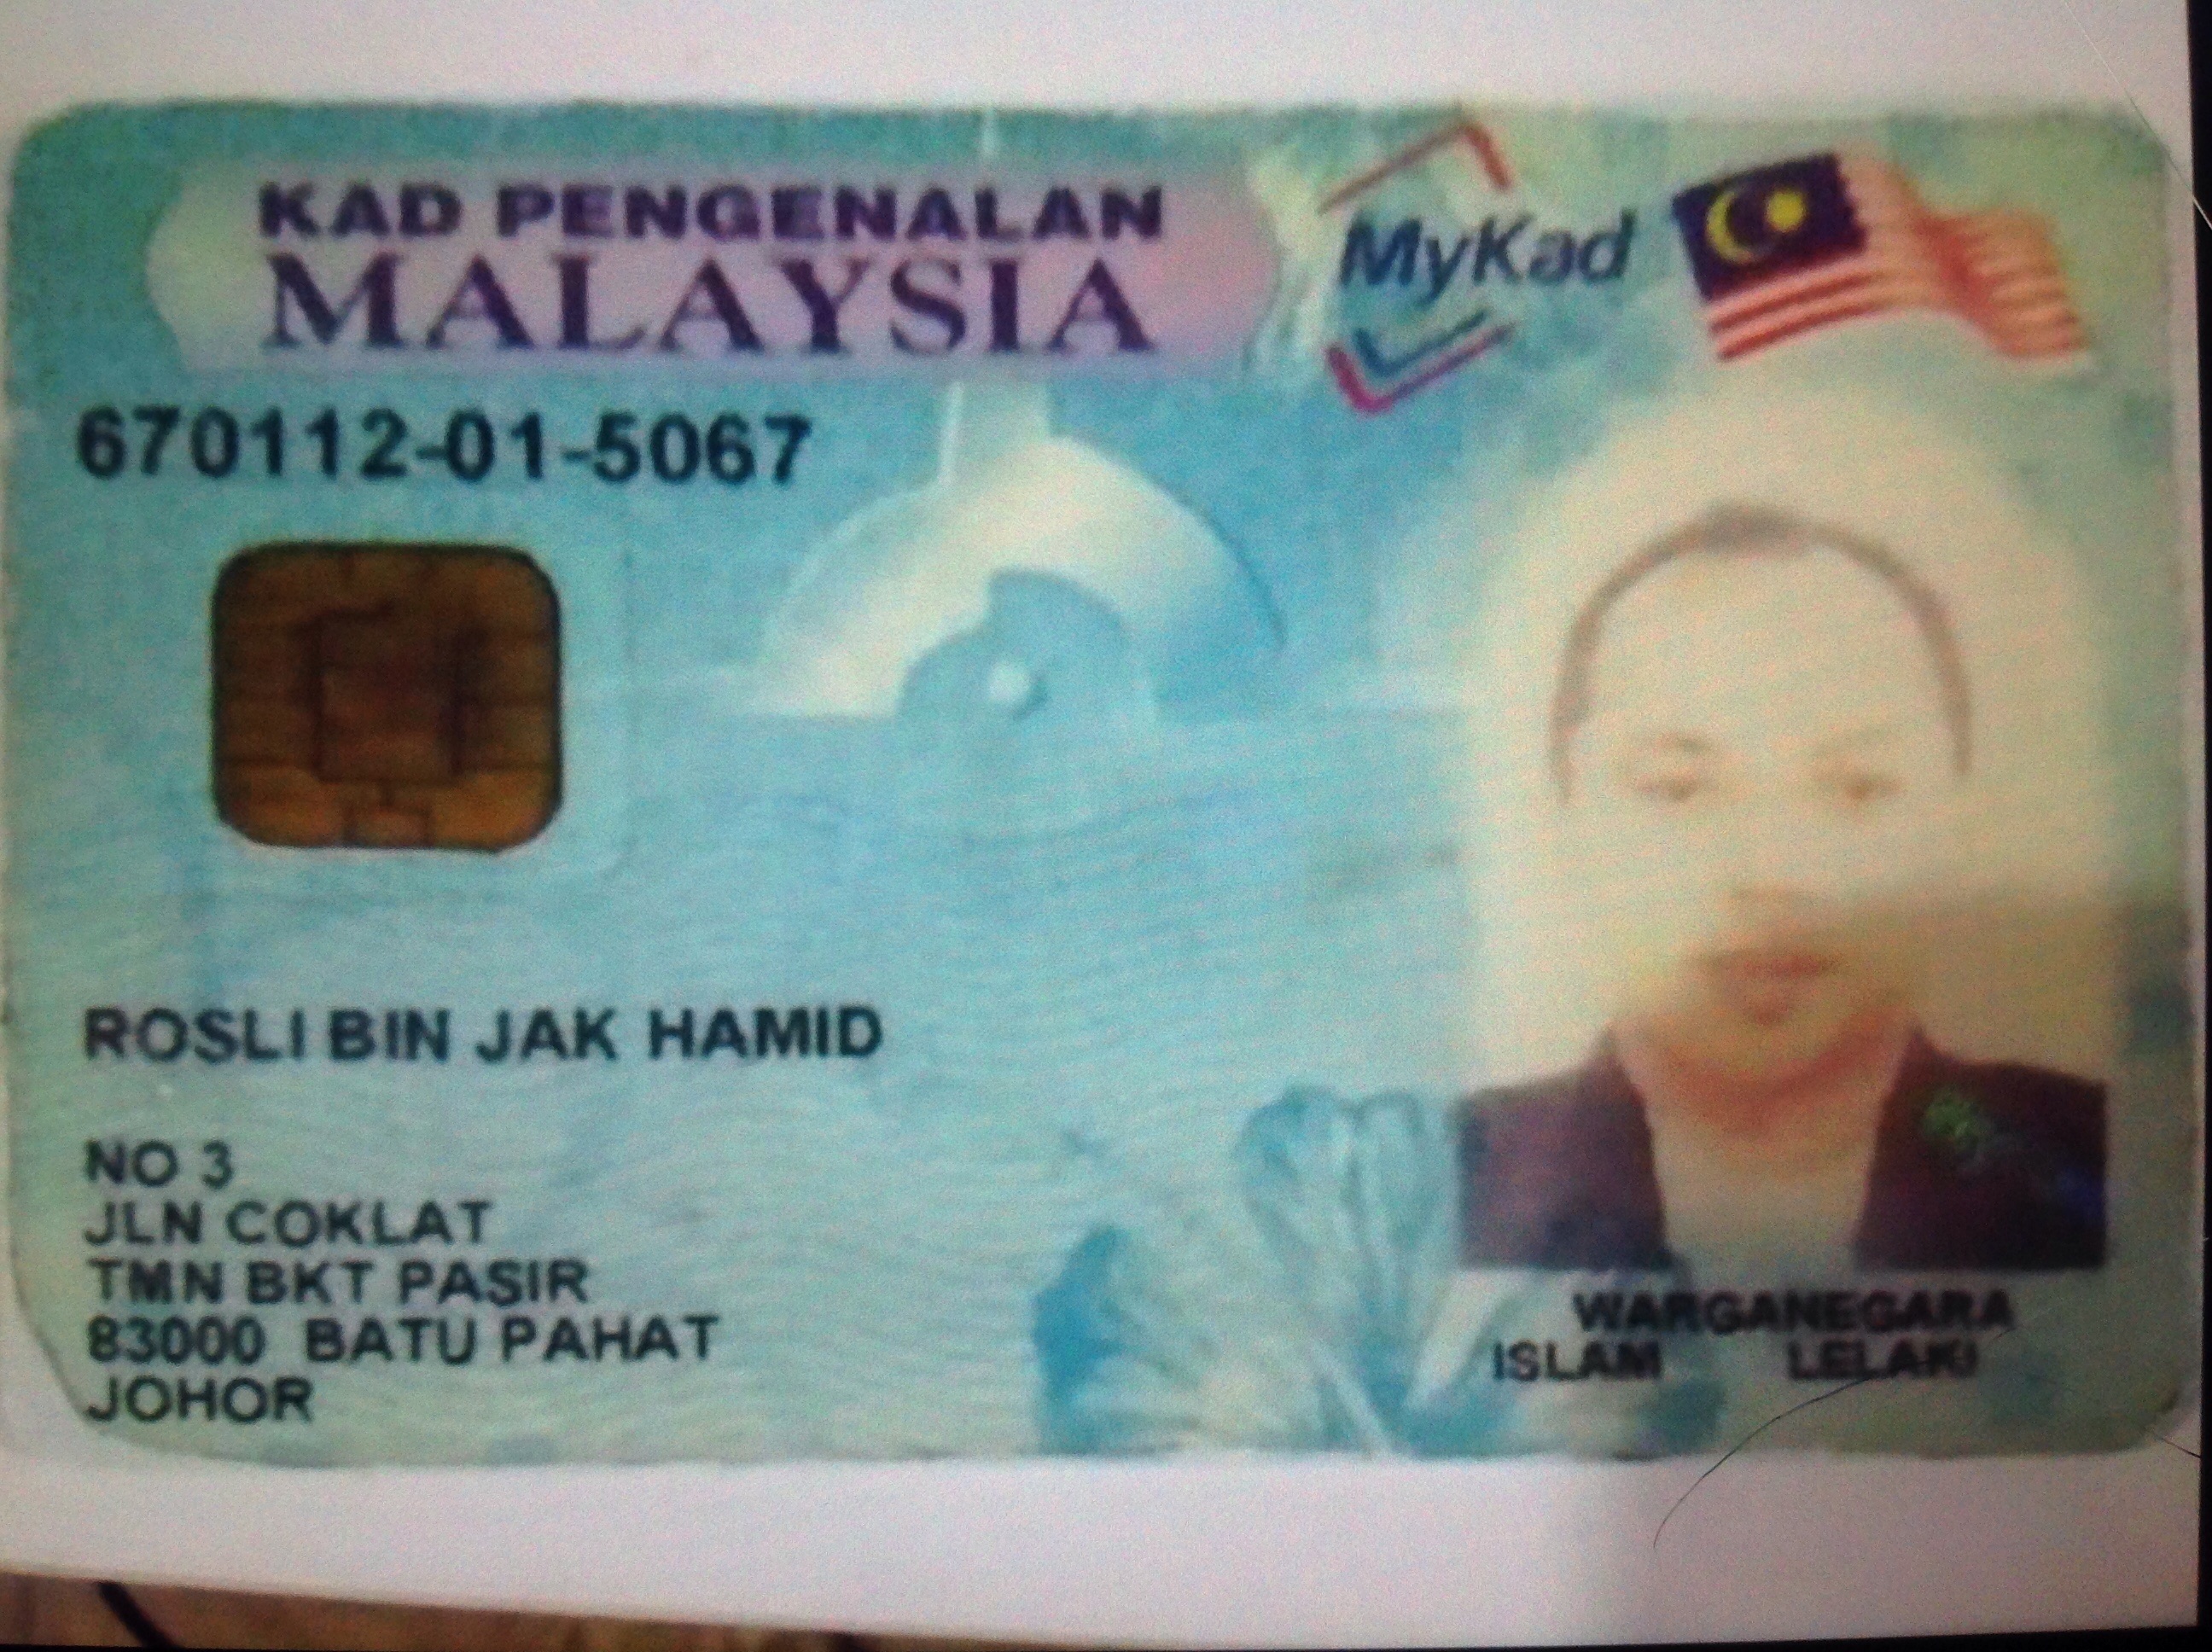 KAD PENGENALAN
MALAYSIA
MyKad
670112-01-5067
ROSLI BIN JAK HAMID
NO 3
JLN COKLAT
TMN BKT PASIR
83000 BATU PAHAT
JOHOR
WARGANEGARA
ISLAM LELAKI